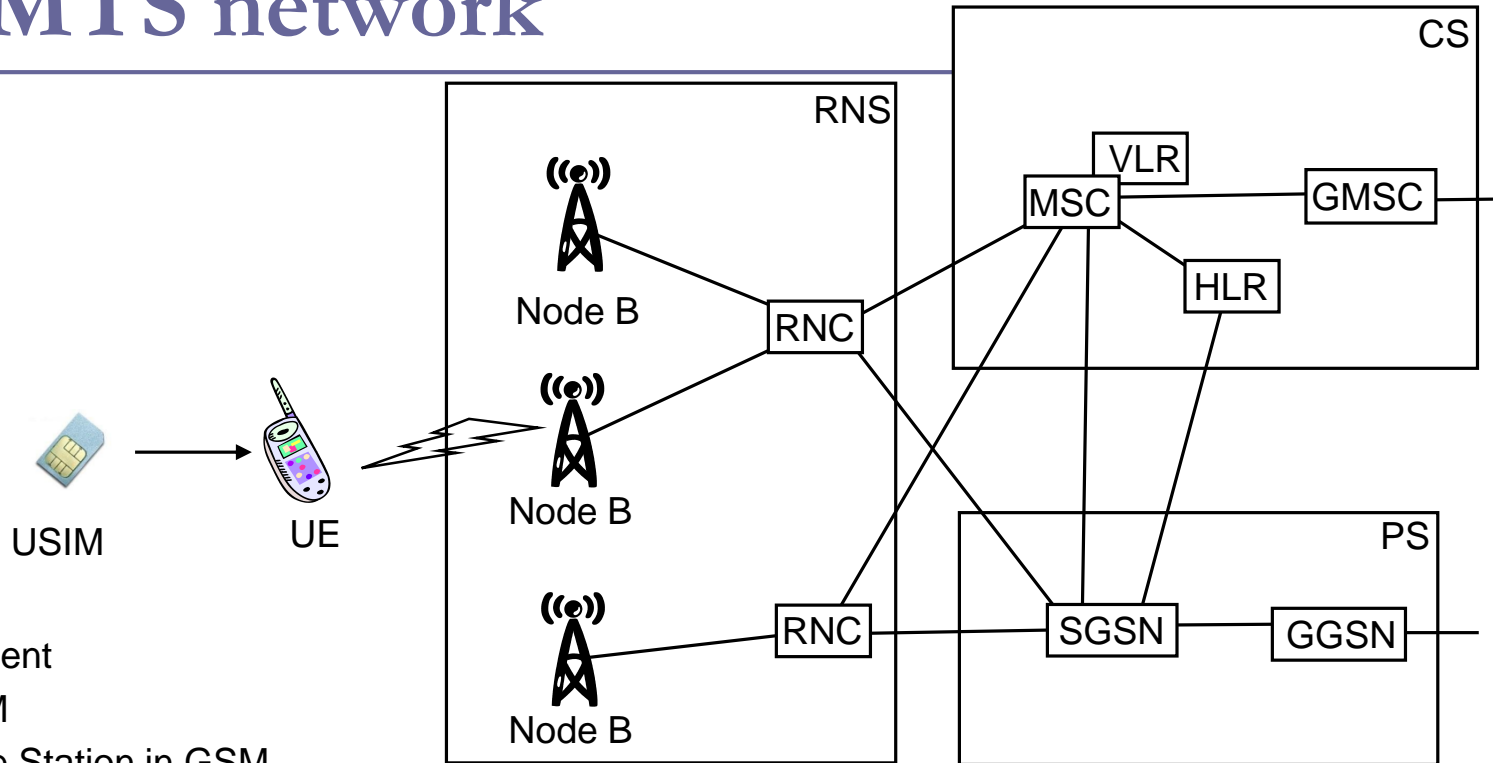 MTS network
CS
RNS
VLR
MSC
GMSC
HLR
Node B
RNC
Node B
USIM
UE
PS
RNC
SGSN
GGSN
Node B
ent
Station in GSM